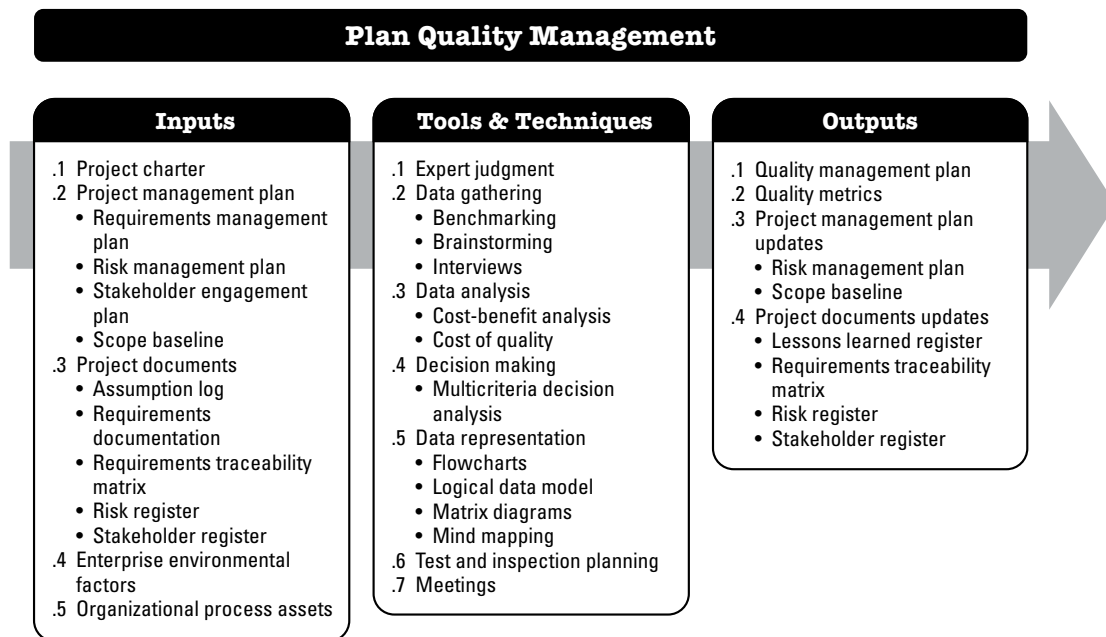 Plan Quality Management
Inputs
.1 Project charter
.2 Project management plan
• Requirements management
plan
• Risk management plan
• Stakeholder engagement
plan
• Scope baseline
.3 Project documents
• Assumption log
• Requirements
documentation
• Requirements traceability
matrix
• Risk register
• Stakeholder register
.4 Enterprise environmental
factors
.5 Organizational process assets
Tools & Techniques
.1 Expert judgment
.2 Data gathering
• Benchmarking
• Brainstorming
• Interviews
.3 Data analysis
• Cost-benefit analysis
• Cost of quality
.4 Decision making
• Multicriteria decision
analysis
.5 Data representation
• Flowcharts
• Logical data model
• Matrix diagrams
• Mind mapping
.6 Test and inspection planning
.7 Meetings
Outputs
.1 Quality management plan
.2 Quality metrics
.3 Project management plan
updates
• Risk management plan
• Scope baseline
.4 Project documents updates
• Lessons learned register
• Requirements traceability
matrix
• Risk register
• Stakeholder register